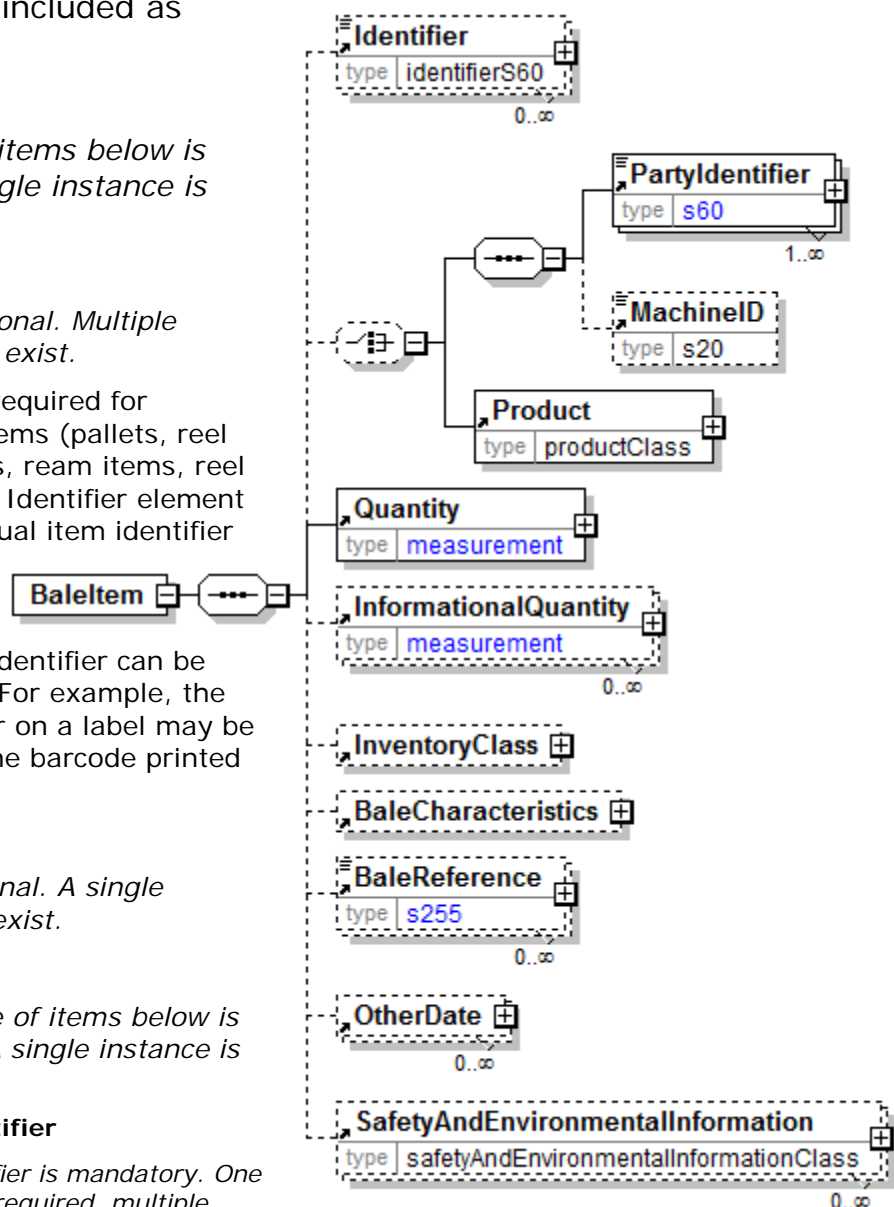 included as
items below is
gle instance is
onal. Multiple
exist.
required for
ems (pallets, reel
s, ream items, reel
Identifier element
ual item identifier
dentifier can be
For example, the
r on a label may be
he barcode printed
nal. A single
exist.
e of items below is
single instance is
tifier
fier is mandatory. One
required, multiple
BaleItem
Identifier
type identifierS60
0..∞
PartyIdentifier
type s60
1..∞
MachineID
type s20
Product
type productClass
Quantity
type measurement
InformationalQuantity
type measurement
0..∞
InventoryClass
BaleCharacteristics
BaleReference
type s255
0..∞
OtherDate
0..∞
SafetyAndEnvironmentalInformation
type safetyAndEnvironmentalInformationClass
0..∞